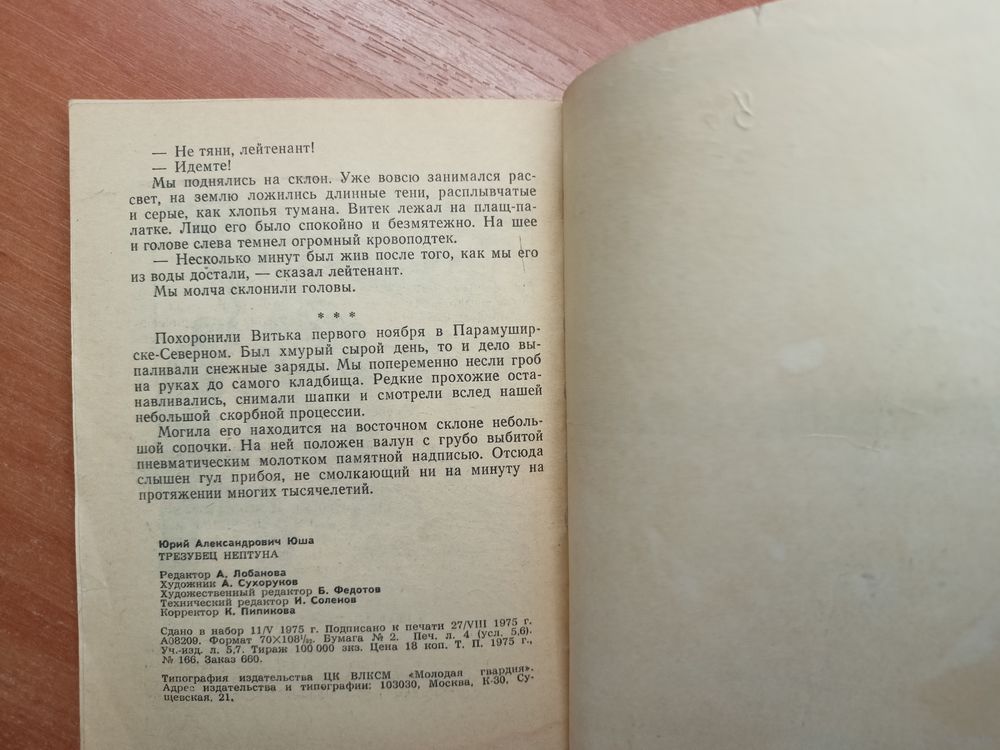 — Не тяни, лейтенант!
— Идемте!
Мы поднялись на склон. Уже вовсю занимался рас-
свет, на землю ложились длинные тени, расплывчатые
и серые, как хлопья тумана. Витек лежал на плащ-па-
латке. Лицо его было спокойно и безмятежно. На шее
и голове слева темнел огромный кровоподтек.
— Несколько минут был жив после того, как мы его
из воды достали, — сказал лейтенант.
Мы молча склонили головы.
* * *
Похоронили Витька первого ноября в Парамушир-
ске-Северном. Был хмурый сырой день, то и дело вы-
паливали снежные заряды. Мы попеременно несли гроб
на руках до самого кладбища. Редкие прохожие оста-
навливались, снимали шапки и смотрели вслед нашей
небольшой скорбной процессии.
Могила его находится на восточном склоне неболь-
шой сопочки. На ней положен валун с грубо выбитой
пневматическим молотком памятной надписью. Отсюда
слышен гул прибоя, не смолкающий ни на минуту на
протяжении многих тысячелетий.
Юрий Александрович Юша
ТРЕЗУБЕЦ НЕПТУНА
Редактор А. Лобанова
Художник А. Сухоруков
Художественный редактор Б. Федотов
Технический редактор И. Соленов
Корректор К. Пипикова
Сдано в набор 11/V 1975 г. Подписано к печати 27/VIII 1975 г.
А08209. Формат 70×108¹/₃₂. Бумага № 2. Печ. л. 4 (усл. 5,6).
Уч.-изд. л. 5,7. Тираж 100 000 экз. Цена 18 коп. Т. П. 1975 г.,
№ 166. Заказ 660.
Типография издательства ЦК ВЛКСМ «Молодая гвардия».
Адрес издательства и типографии: 103030, Москва, К-30, Су-
щевская, 21.